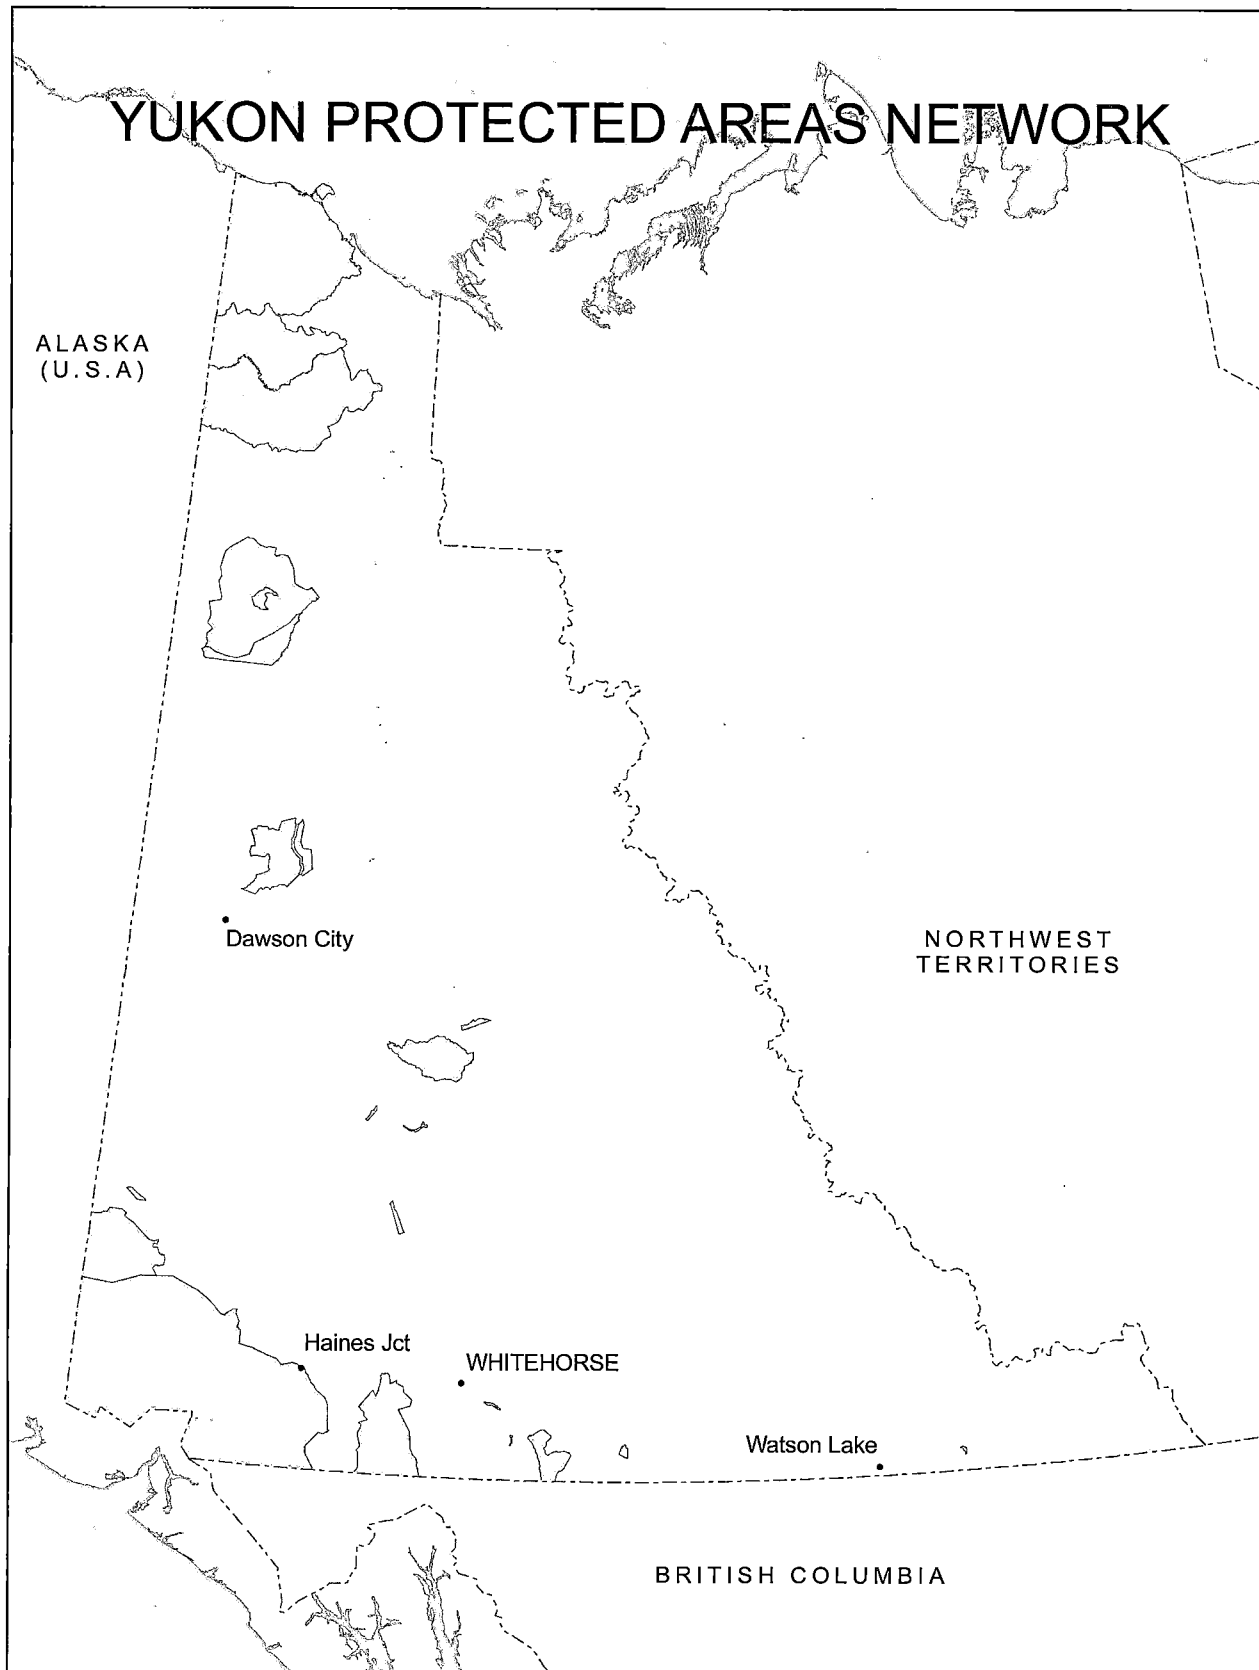 YUKON PROTECTED AREAS NETWORK
ALASKA
(U.S.A)
Dawson City
NORTHWEST
TERRITORIES
Haines Jct
WHITEHORSE
Watson Lake
BRITISH COLUMBIA